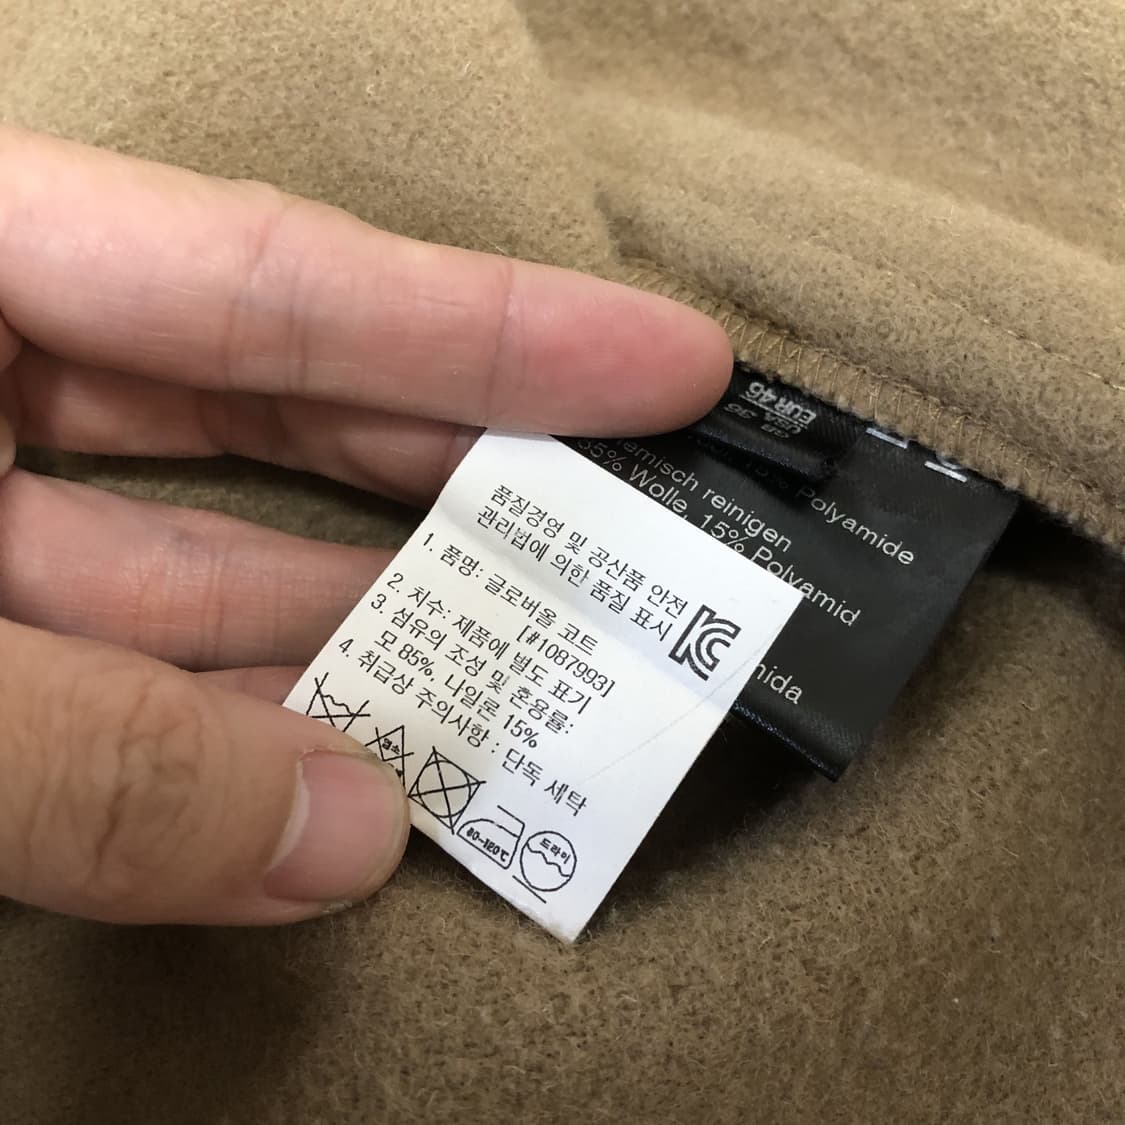 품질경영 및 공산품 안전
관리법에 의한 품질 표시
1. 품명: 글로버올 코트
[#1087993]
2. 치수: 제품에 별도 표기
3. 섬유의 조성 및 혼용률:
모 85%, 나일론 15%
4. 취급상 주의사항 : 단독 세탁
염소
80~120℃
드라이
EUR 46
USA 36
Polyamide
reinigen
Wolle, 15% Polyamid